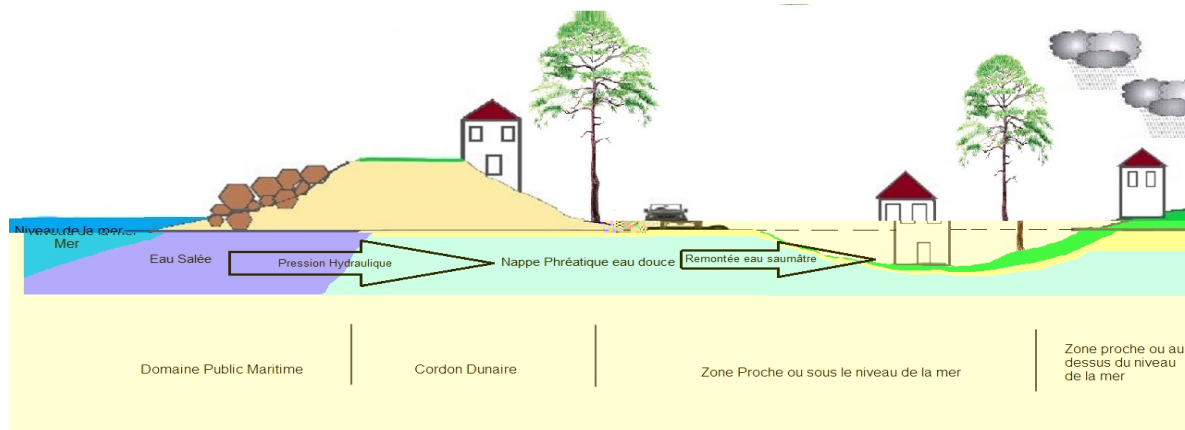 Niveau de la mer
Mer
Eau Salée
Pression Hydraulique
Nappe Phréatique eau douce
Remontée eau saumâtre
Domaine Public Maritime
Cordon Dunaire
Zone Proche ou sous le niveau de la mer
Zone proche ou au
dessus du niveau
de la mer